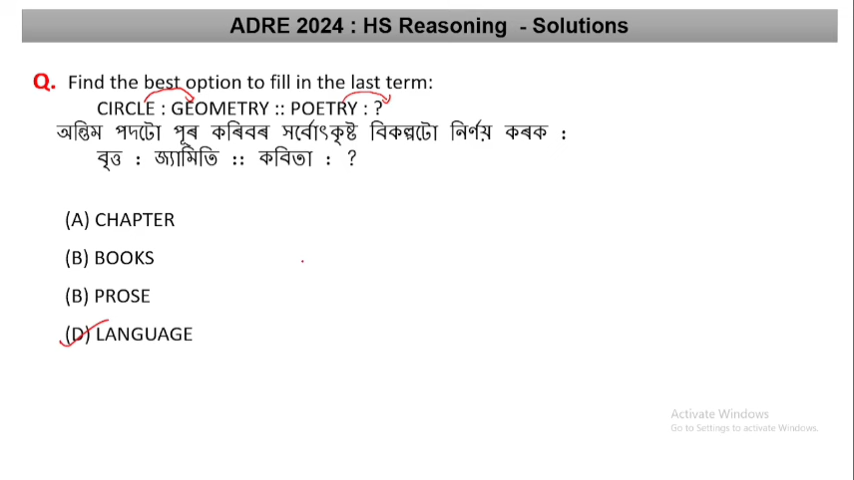 ADRE 2024 : HS Reasoning - Solutions
Q. Find the best option to fill in the last term:
CIRCLE : GEOMETRY :: POETRY : ?
অন্তিম পদটো পূৰ কৰিবৰ সৰ্বোৎকৃষ্ট বিকল্পটো নিৰ্ণয় কৰক :
বৃত্ত : জ্যামিতি :: কবিতা : ?
(A) CHAPTER
(B) BOOKS
(B) PROSE
(D) LANGUAGE
Activate Windows
Go to Settings to activate Windows.